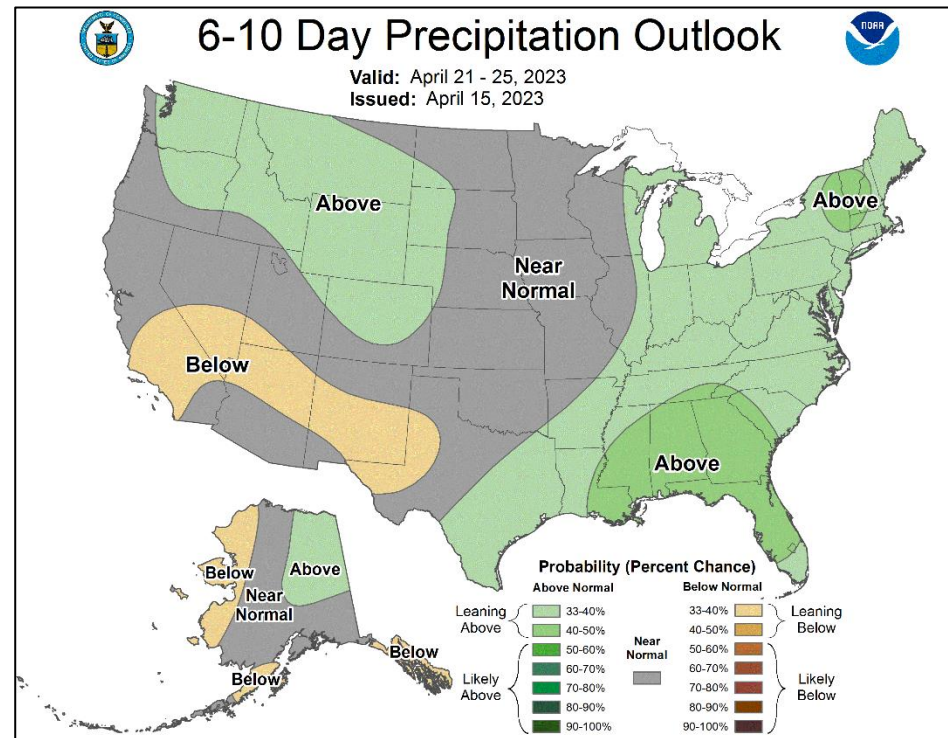 6-10 Day Precipitation Outlook
NOAA
Valid: April 21 - 25, 2023
Issued: April 15, 2023
Above
Above
Near
Normal
Below
Above
Below
Above
Near
Normal
Below
Below
Probability (Percent Chance)
Above Normal
Below Normal
Leaning
Above
33-40%
40-50%
Likely
Above
50-60%
60-70%
70-80%
80-90%
90-100%
Near
Normal
33-40%
40-50%
Leaning
Below
50-60%
60-70%
70-80%
80-90%
90-100%
Likely
Below